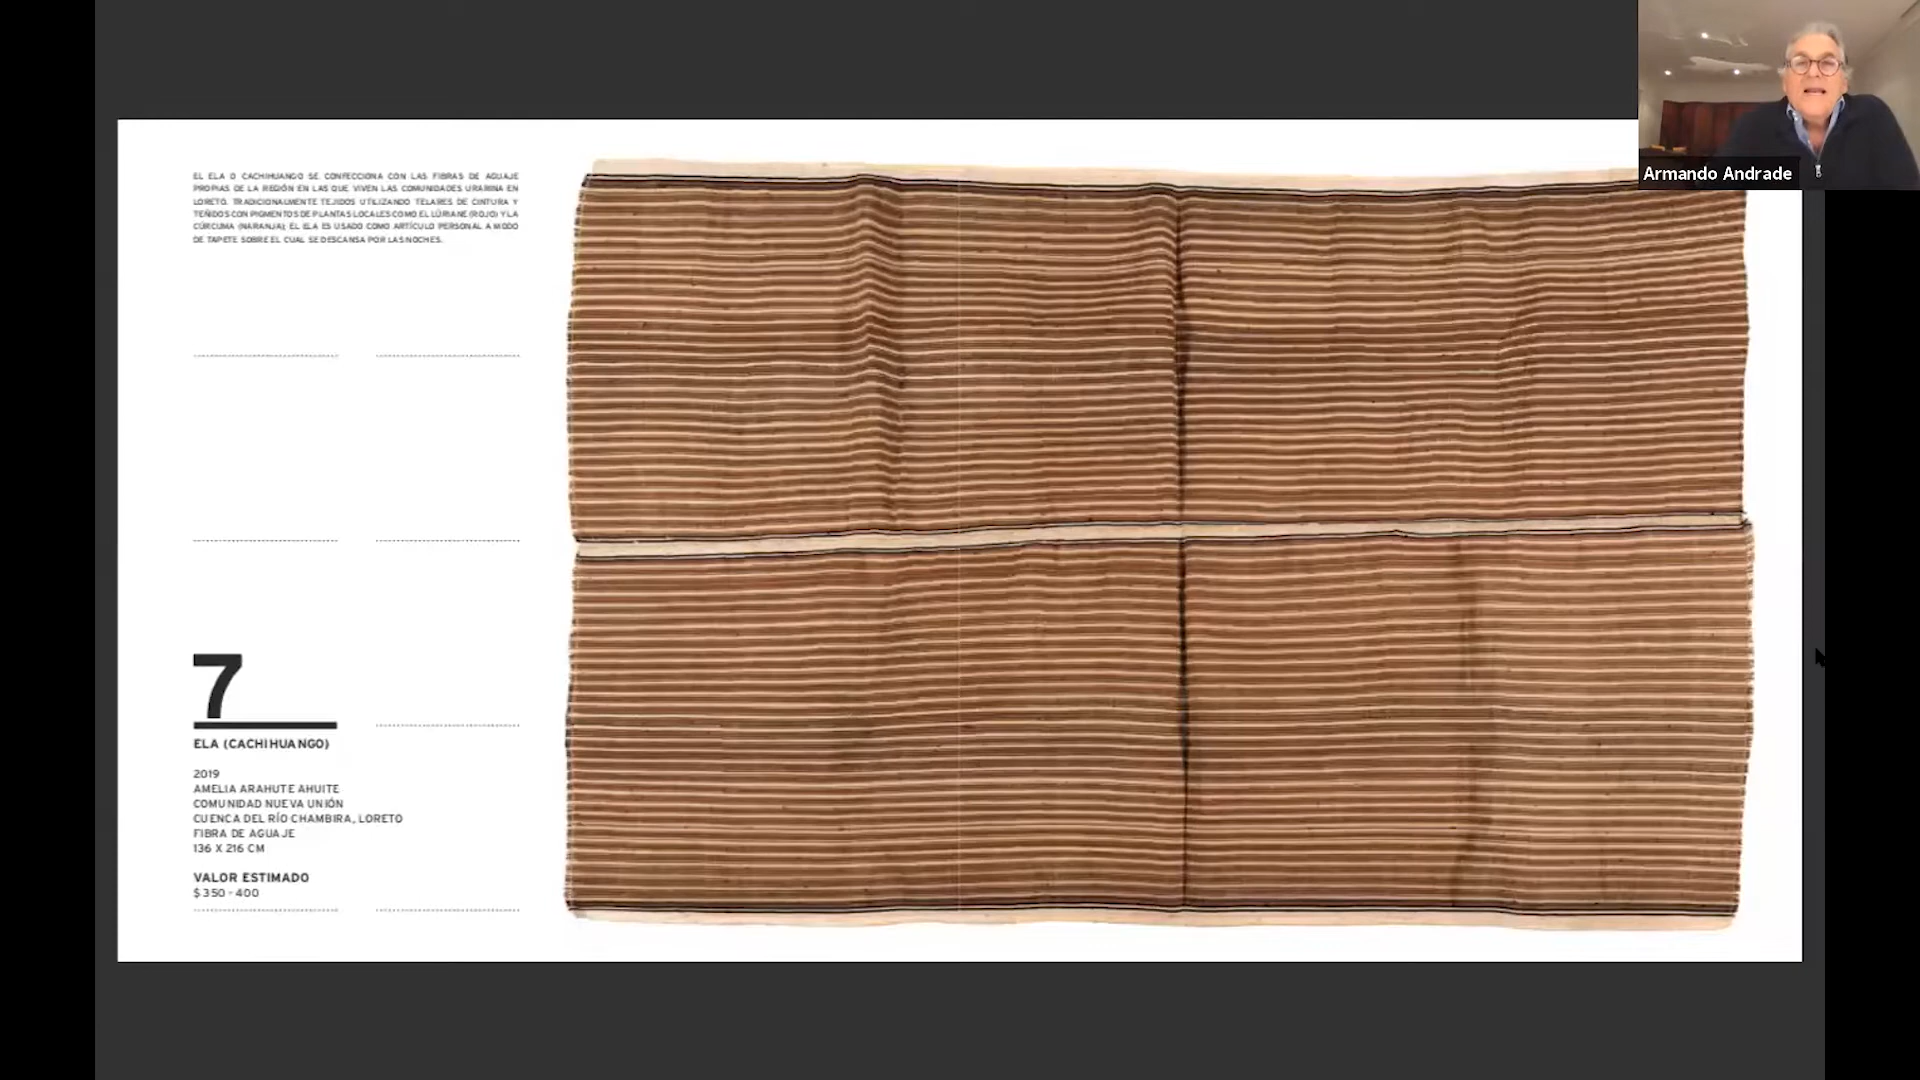 EL ELA O CACHIHUANGO SE CONFECCIONA CON LAS FIBRAS DE AGUAJE
PROPIAS DE LA REGIÓN EN LAS QUE VIVEN LAS COMUNIDADES URARINA EN
LORETO. TRADICIONALMENTE TEJIDOS UTILIZANDO TELARES DE CINTURA Y
TEÑIDOS CON PIGMENTOS DE PLANTAS LOCALES COMO EL LÚRIANE (ROJO) Y LA
CÚRCUMA (NARANJA); EL ELA ES USADO COMO ARTÍCULO PERSONAL A MODO
DE TAPETE SOBRE EL CUAL SE DESCANSA POR LAS NOCHES.
7
ELA (CACHIHUANGO)
2019
AMELIA ARAHUTE AHUITE
COMUNIDAD NUEVA UNIÓN
CUENCA DEL RÍO CHAMBIRA, LORETO
FIBRA DE AGUAJE
136 X 216 CM
VALOR ESTIMADO
$ 350 - 400
Armando Andrade